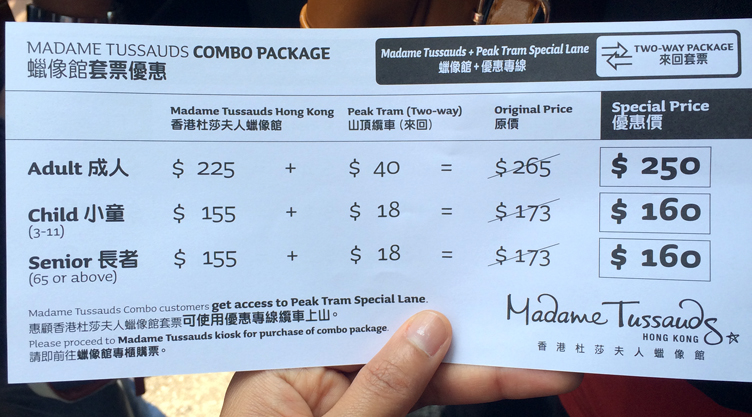 MADAME TUSSAUDS COMBO PACKAGE
蠟像館套票優惠
Madame Tussauds + Peak Tram Special Lane
蠟像館 + 優惠專線
TWO-WAY PACKAGE
來回套票
Madame Tussauds Hong Kong Peak Tram (Two-way) Original Price Special Price
香港杜莎夫人蠟像館 山頂纜車 (來回) 原價 優惠價
Adult 成人 $ 225 + $ 40 = $ 265 $ 250
Child 小童 $ 155 + $ 18 = $ 173 $ 160
(3-11)
Senior 長者 $ 155 + $ 18 = $ 173 $ 160
(65 or above)
Madame Tussauds Combo customers get access to Peak Tram Special Lane.
惠顧香港杜莎夫人蠟像館套票可使用優惠專線纜車上山。
Please proceed to Madame Tussauds kiosk for purchase of combo package.
請即前往蠟像館專櫃購票。
Madame Tussauds
HONG KONG
香港杜莎夫人蠟像館